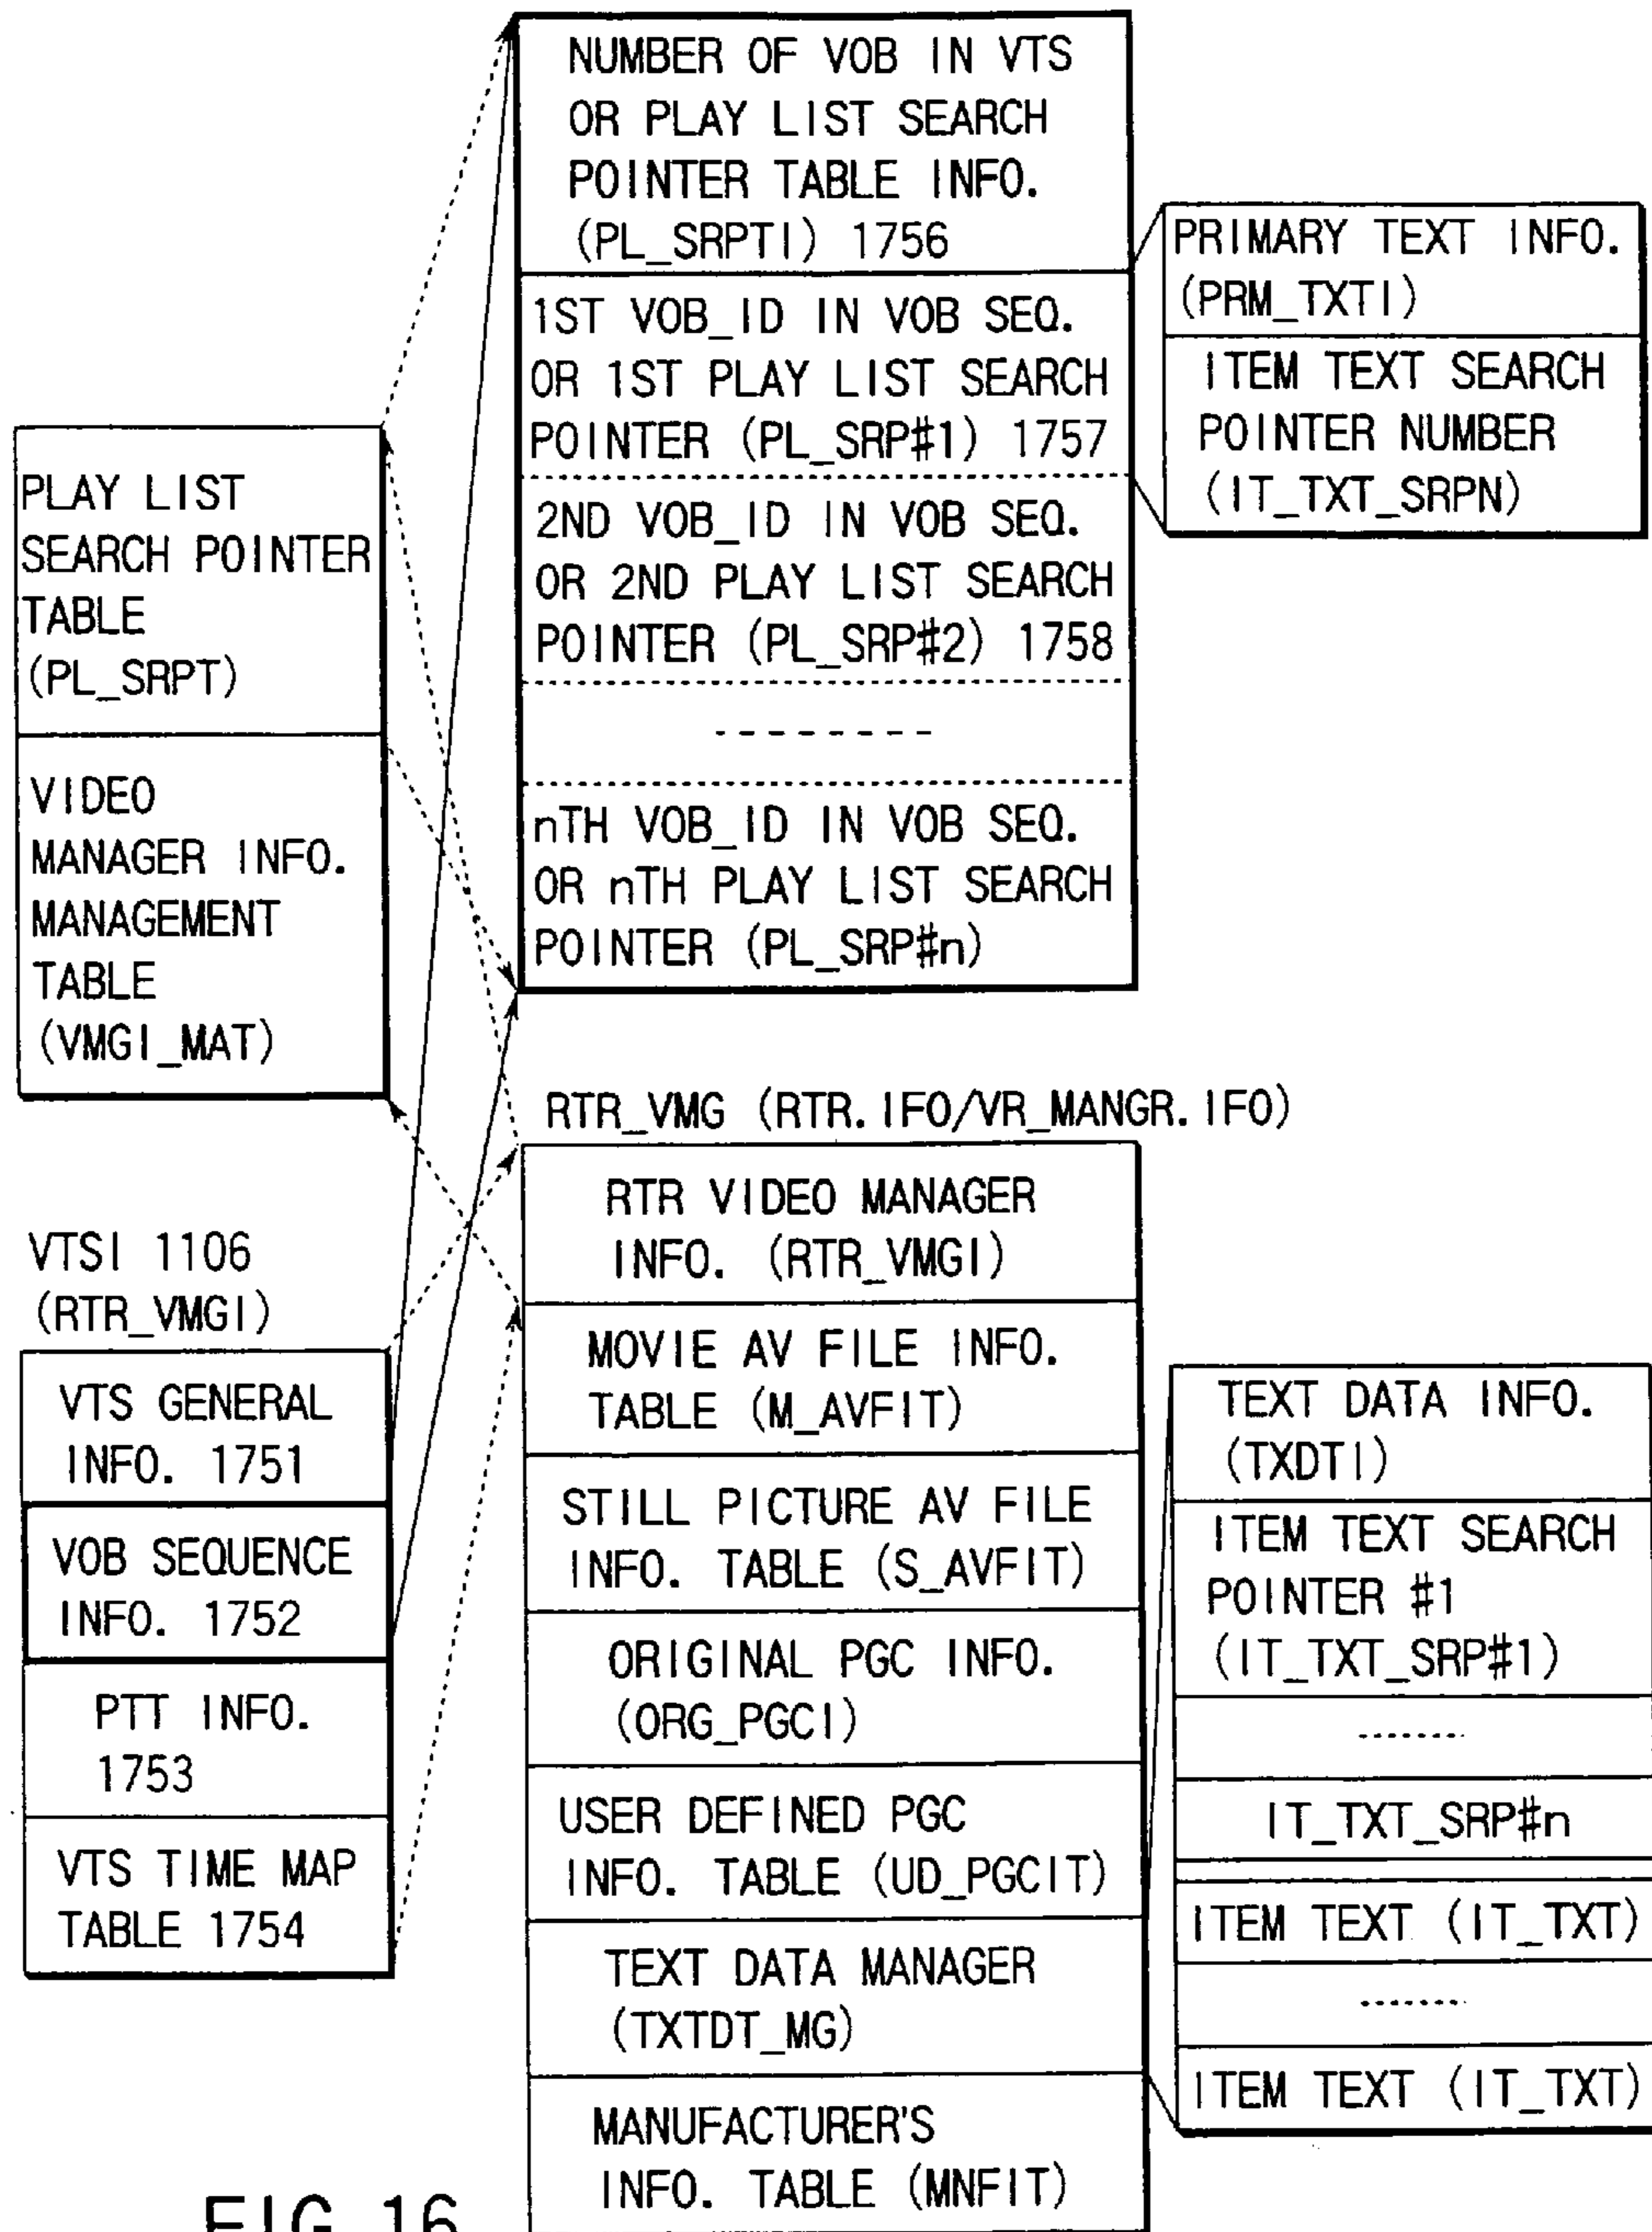 NUMBER OF VOB IN VTS
OR PLAY LIST SEARCH
POINTER TABLE INFO.
(PL_SRPTI) 1756
1ST VOB_ID IN VOB SEQ.
OR 1ST PLAY LIST SEARCH
POINTER (PL_SRP#1) 1757
2ND VOB_ID IN VOB SEQ.
OR 2ND PLAY LIST SEARCH
POINTER (PL_SRP#2) 1758
--------
nTH VOB_ID IN VOB SEQ.
OR nTH PLAY LIST SEARCH
POINTER (PL_SRP#n)
PRIMARY TEXT INFO.
(PRM_TXTI)
ITEM TEXT SEARCH
POINTER NUMBER
(IT_TXT_SRPN)
PLAY LIST
SEARCH POINTER
TABLE
(PL_SRPT)
VIDEO
MANAGER INFO.
MANAGEMENT
TABLE
(VMGI_MAT)
VTSI 1106
(RTR_VMGI)
VTS GENERAL
INFO. 1751
VOB SEQUENCE
INFO. 1752
PTT INFO.
1753
VTS TIME MAP
TABLE 1754
RTR_VMG (RTR.IFO/VR_MANGR.IFO)
RTR VIDEO MANAGER
INFO. (RTR_VMGI)
MOVIE AV FILE INFO.
TABLE (M_AVFIT)
STILL PICTURE AV FILE
INFO. TABLE (S_AVFIT)
ORIGINAL PGC INFO.
(ORG_PGCI)
USER DEFINED PGC
INFO. TABLE (UD_PGCIT)
TEXT DATA MANAGER
(TXTDT_MG)
MANUFACTURER'S
INFO. TABLE (MNFIT)
TEXT DATA INFO.
(TXDTI)
ITEM TEXT SEARCH
POINTER #1
(IT_TXT_SRP#1)
-------
IT_TXT_SRP#n
ITEM TEXT (IT_TXT)
-------
ITEM TEXT (IT_TXT)
FIG. 16